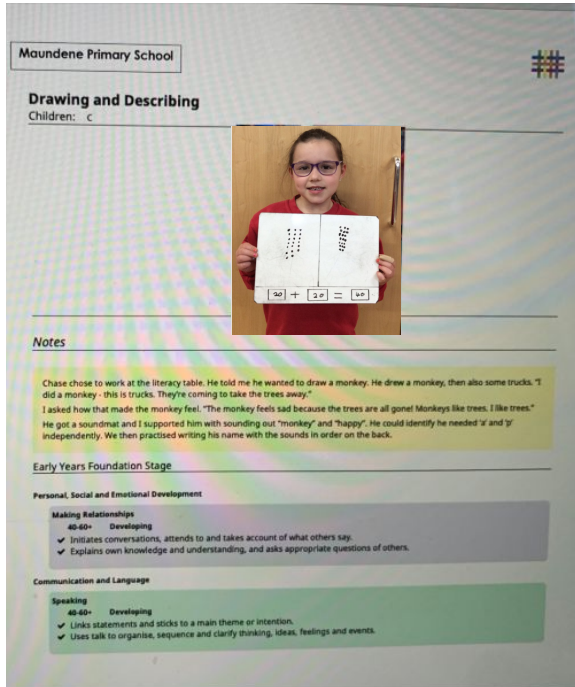 Maundene Primary School
Drawing and Describing
Children: c
20 + 20 = 40
Notes
Chase chose to work at the literacy table. He told me he wanted to draw a monkey. He drew a monkey, then also some trucks. "I
did a monkey - this is trucks. They're coming to take the trees away."
I asked how that made the monkey feel. "The monkey feels sad because the trees are all gone! Monkeys like trees. I like trees."
He got a soundmat and I supported him with sounding out "monkey" and "happy". He could identify he needed 'a' and 'p'
independently. We then practised writing his name with the sounds in order on the back.
Early Years Foundation Stage
Personal, Social and Emotional Development
Making Relationships
40-60+ Developing
✔ Initiates conversations, attends to and takes account of what others say.
✔ Explains own knowledge and understanding, and asks appropriate questions of others.
Communication and Language
Speaking
40-60+ Developing
✔ Links statements and sticks to a main theme or intention.
✔ Uses talk to organise, sequence and clarify thinking, ideas, feelings and events.